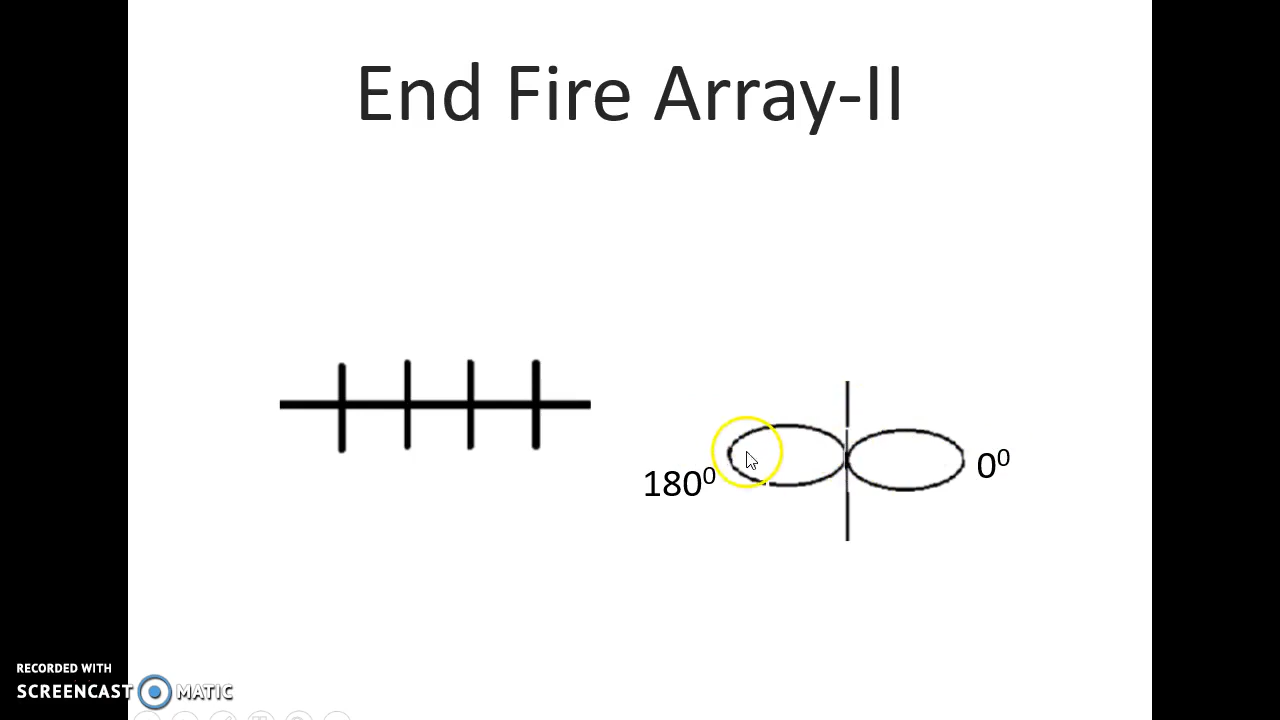 End Fire Array-II
180⁰
0⁰
RECORDED WITH
SCREENCAST MATIC